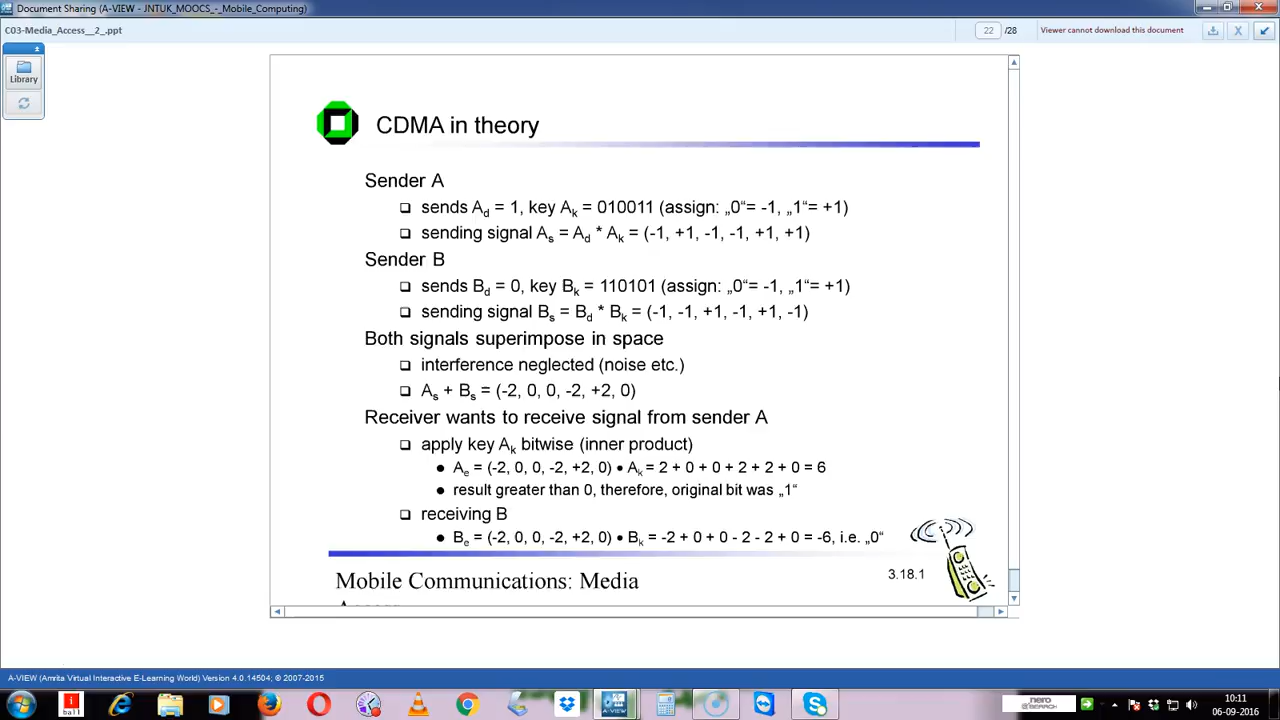 Document Sharing (A-VIEW - JNTUK_MOOCS_-_Mobile_Computing)
C03-Media_Access__2_.ppt
22 /28
Viewer cannot download this document
Library
CDMA in theory
Sender A
sends Ad = 1, key Ak = 010011 (assign: „0“= -1, „1“= +1)
sending signal As = Ad * Ak = (-1, +1, -1, -1, +1, +1)
Sender B
sends Bd = 0, key Bk = 110101 (assign: „0“= -1, „1“= +1)
sending signal Bs = Bd * Bk = (-1, -1, +1, -1, +1, -1)
Both signals superimpose in space
interference neglected (noise etc.)
As + Bs = (-2, 0, 0, -2, +2, 0)
Receiver wants to receive signal from sender A
apply key Ak bitwise (inner product)
Ae = (-2, 0, 0, -2, +2, 0) • Ak = 2 + 0 + 0 + 2 + 2 + 0 = 6
result greater than 0, therefore, original bit was „1“
receiving B
Be = (-2, 0, 0, -2, +2, 0) • Bk = -2 + 0 + 0 - 2 - 2 + 0 = -6, i.e. „0“
3.18.1
Mobile Communications: Media
A-VIEW (Amrita Virtual Interactive E-Learning World) Version 4.0.14504; © 2007-2015
i
ball
A-VIEW
nero
SEARCH
10:11
06-09-2016